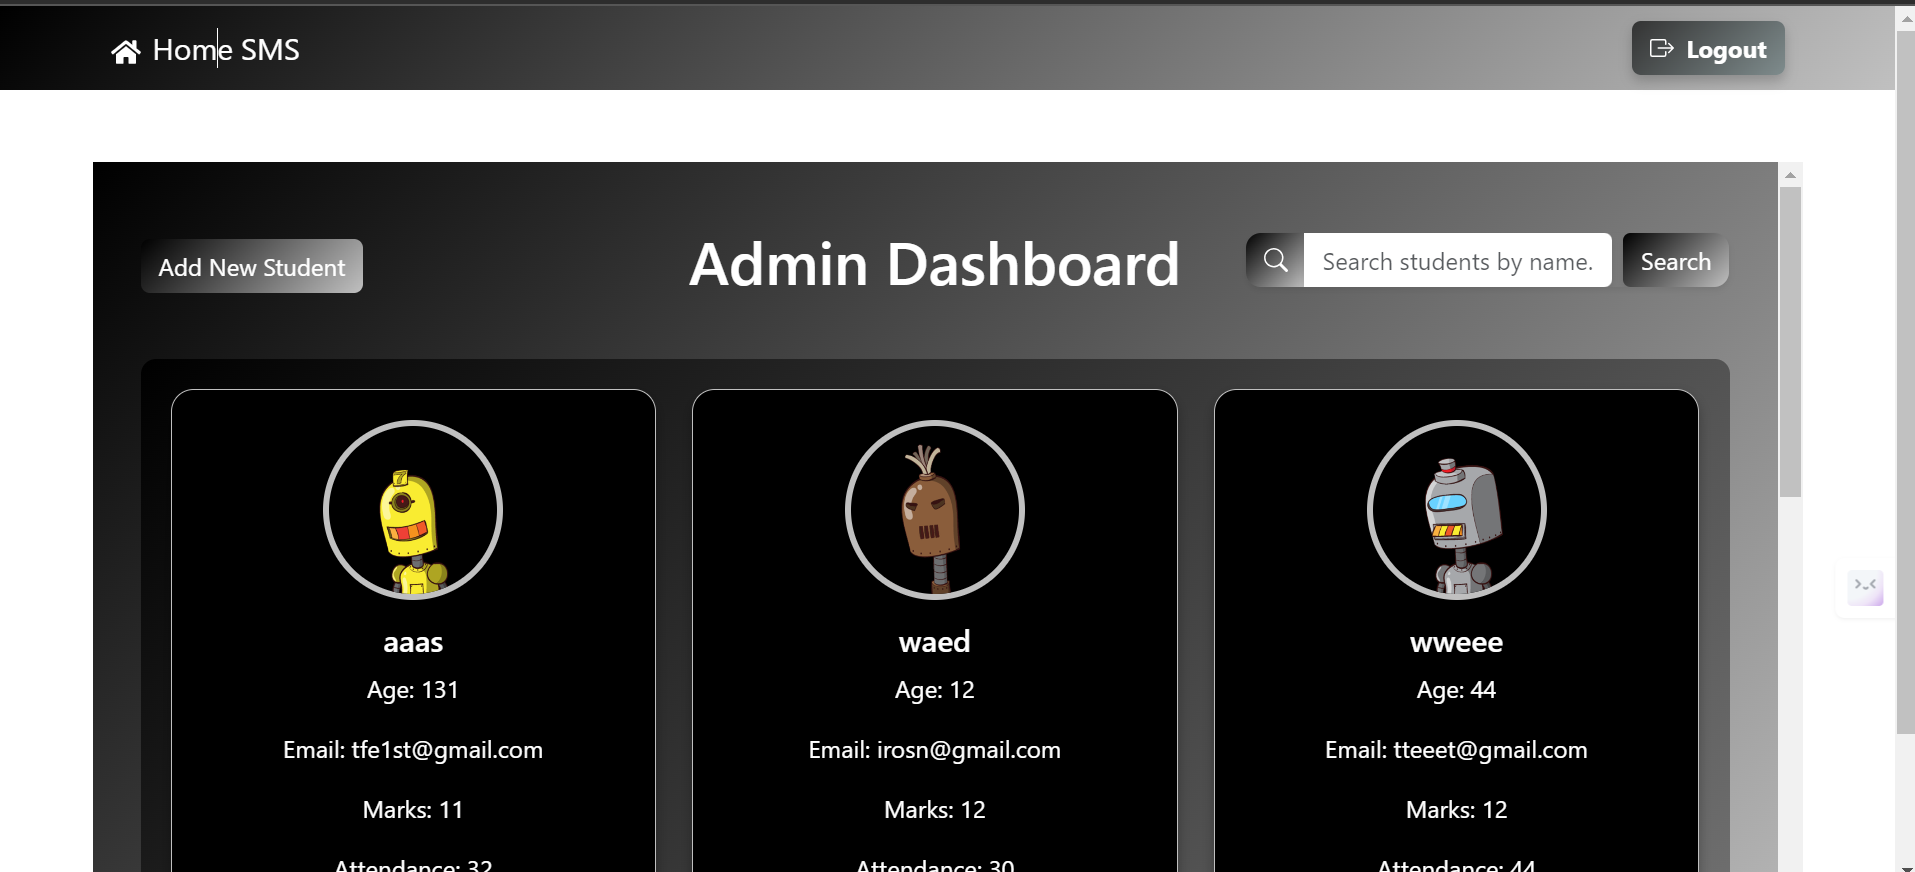 Home SMS
Logout
Add New Student
Admin Dashboard
Search students by name.
Search
7
aaas
Age: 131
Email: tfe1st@gmail.com
Marks: 11
Attendance: 32
waed
Age: 12
Email: irosn@gmail.com
Marks: 12
Attendance: 30
wweee
Age: 44
Email: tteeet@gmail.com
Marks: 12
Attendance: 44